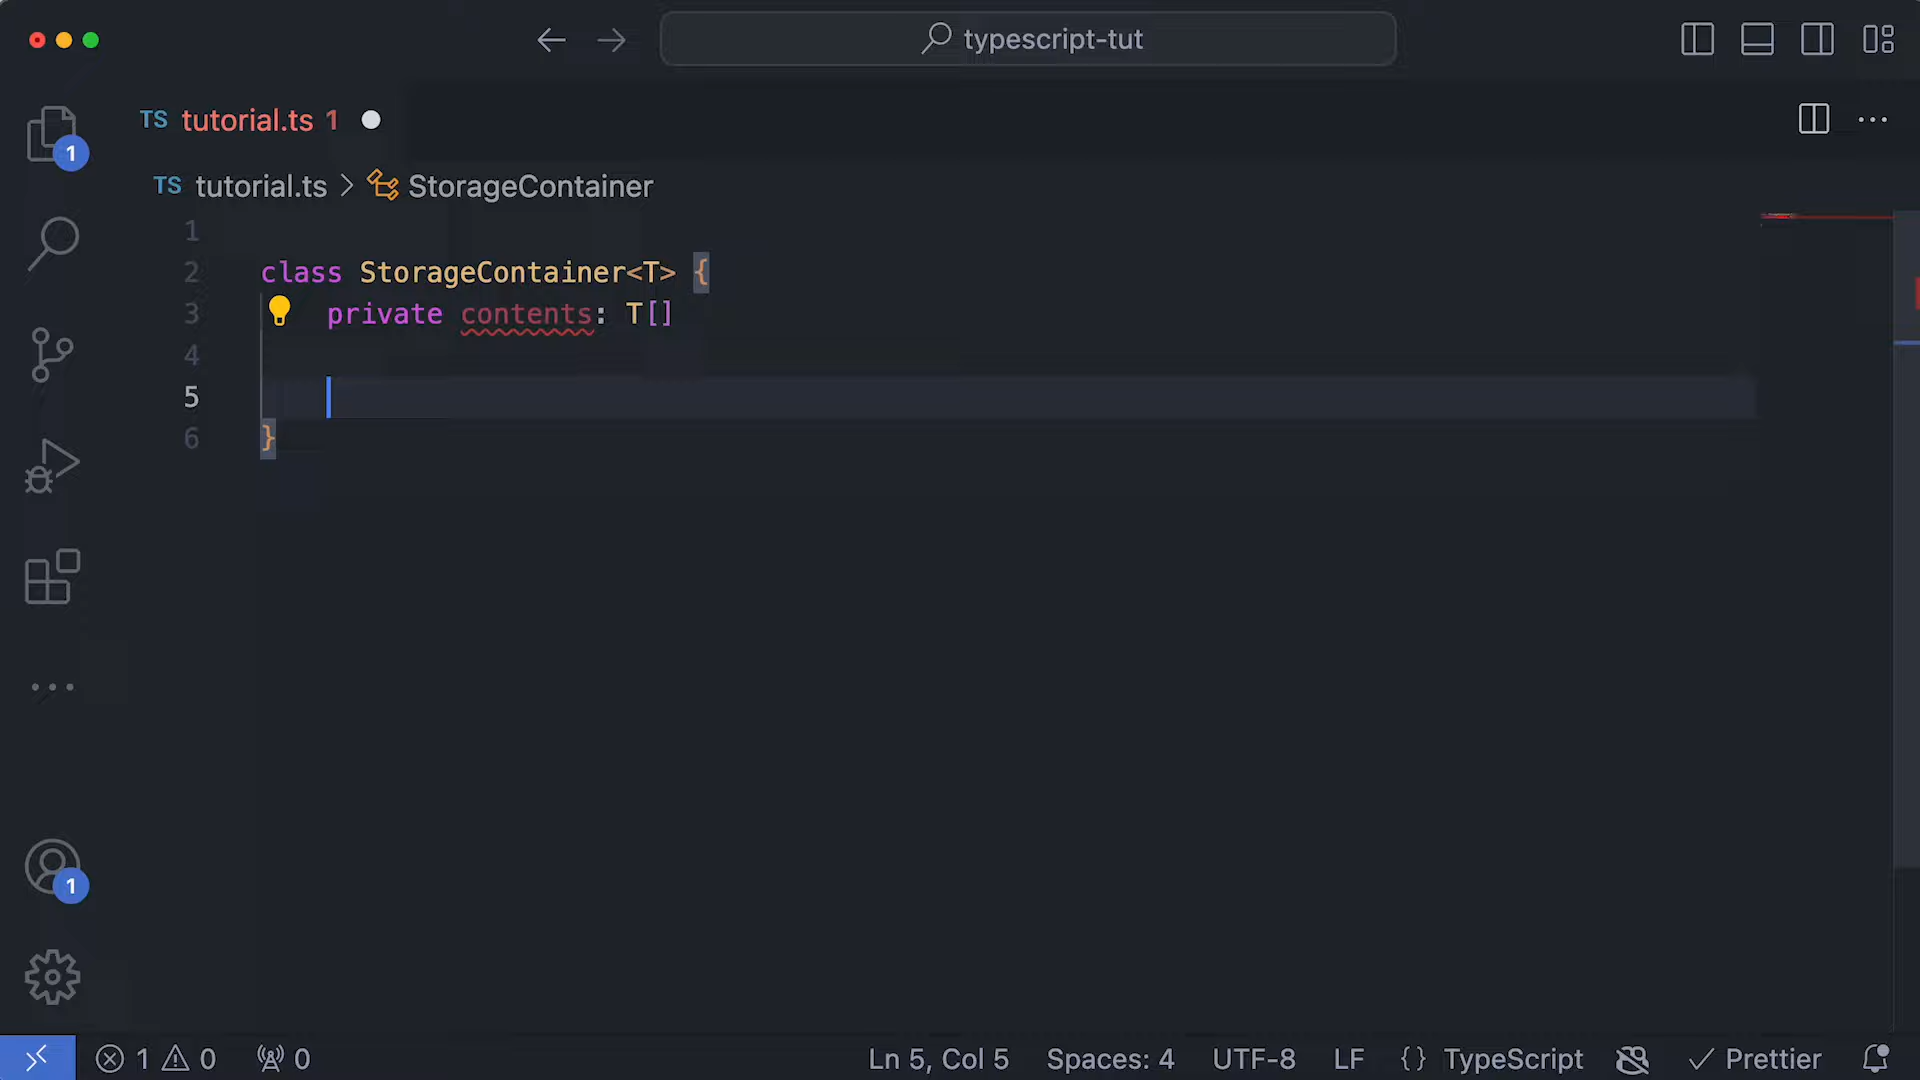 typescript-tut
TS tutorial.ts 1
1
TS tutorial.ts > StorageContainer
1
2 class StorageContainer<T> {
3 private contents: T[]
4
5
6 }
1
1 0 0 Ln 5, Col 5 Spaces: 4 UTF-8 LF {} TypeScript Prettier